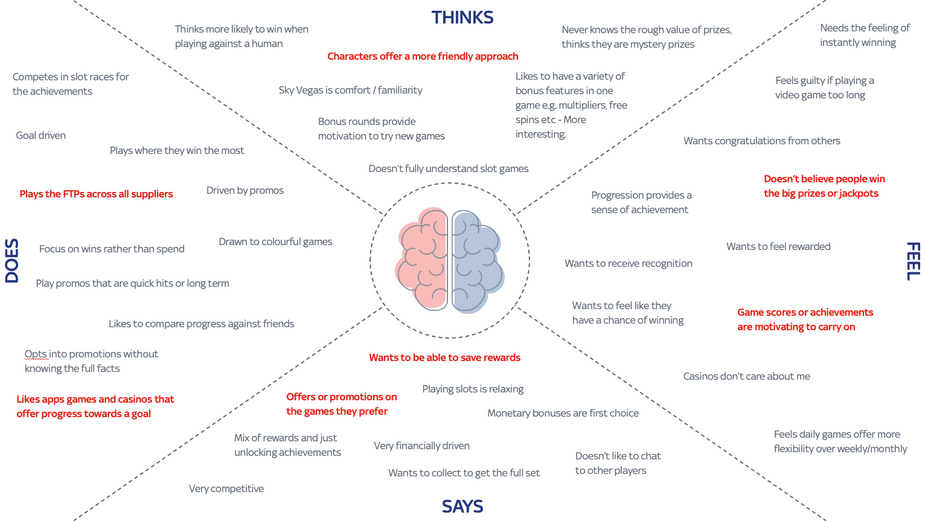 THINKS
Thinks more likely to win when
playing against a human
Characters offer a more friendly approach
Never knows the rough value of prizes,
thinks they are mystery prizes
Sky Vegas is comfort / familiarity
Likes to have a variety of
bonus features in one
game e.g. multipliers, free
spins etc - More
interesting.
Bonus rounds provide
motivation to try new games
Doesn't fully understand slot games
DOES
Competes in slot races for
the achievements
Goal driven
Plays where they win the most
Plays the FTPs across all suppliers
Driven by promos
Drawn to colourful games
Focus on wins rather than spend
Play promos that are quick hits or long term
Likes to compare progress against friends
Opts into promotions without
knowing the full facts
Likes apps games and casinos that
offer progress towards a goal
FEEL
Needs the feeling of
instantly winning
Feels guilty if playing a
video game too long
Wants congratulations from others
Doesn't believe people win
the big prizes or jackpots
Progression provides a
sense of achievement
Wants to feel rewarded
Wants to receive recognition
Wants to feel like they
have a chance of winning
Game scores or achievements
are motivating to carry on
Casinos don't care about me
Feels daily games offer more
flexibility over weekly/monthly
Wants to be able to save rewards
Playing slots is relaxing
Offers or promotions on
the games they prefer
Monetary bonuses are first choice
Mix of rewards and just
unlocking achievements
Very financially driven
Doesn't like to chat
to other players
Wants to collect to get the full set
Very competitive
SAYS